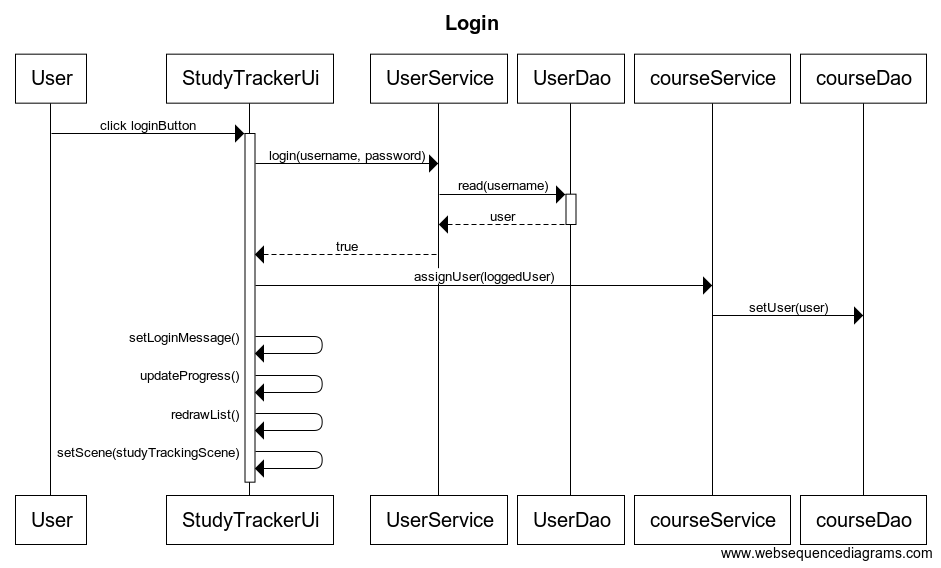 Login
User
StudyTrackerUi
UserService
UserDao
courseService
courseDao
click loginButton
login(username, password)
read(username)
user
true
assignUser(loggedUser)
setUser(user)
setLoginMessage()
updateProgress()
redrawList()
setScene(studyTrackingScene)
User
StudyTrackerUi
UserService
UserDao
courseService
courseDao
www.websequencediagrams.com